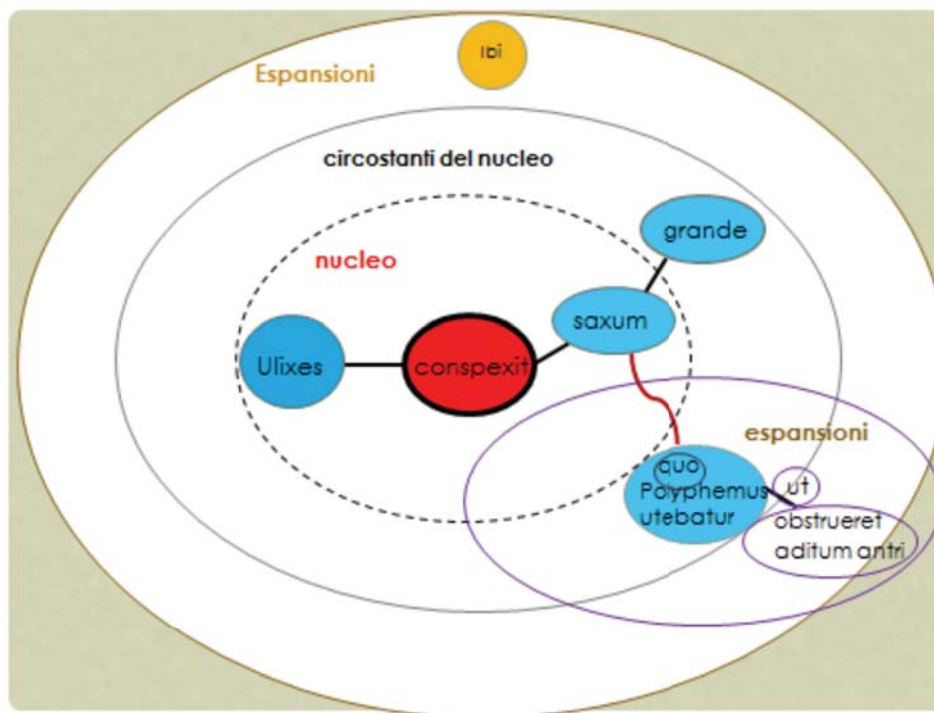 Ibi
Espansioni
circostanti del nucleo
grande
nucleo
saxum
Ulixes
conspexit
espansioni
quo
Polyphemus
utebatur
ut
obstrueret
aditum antri